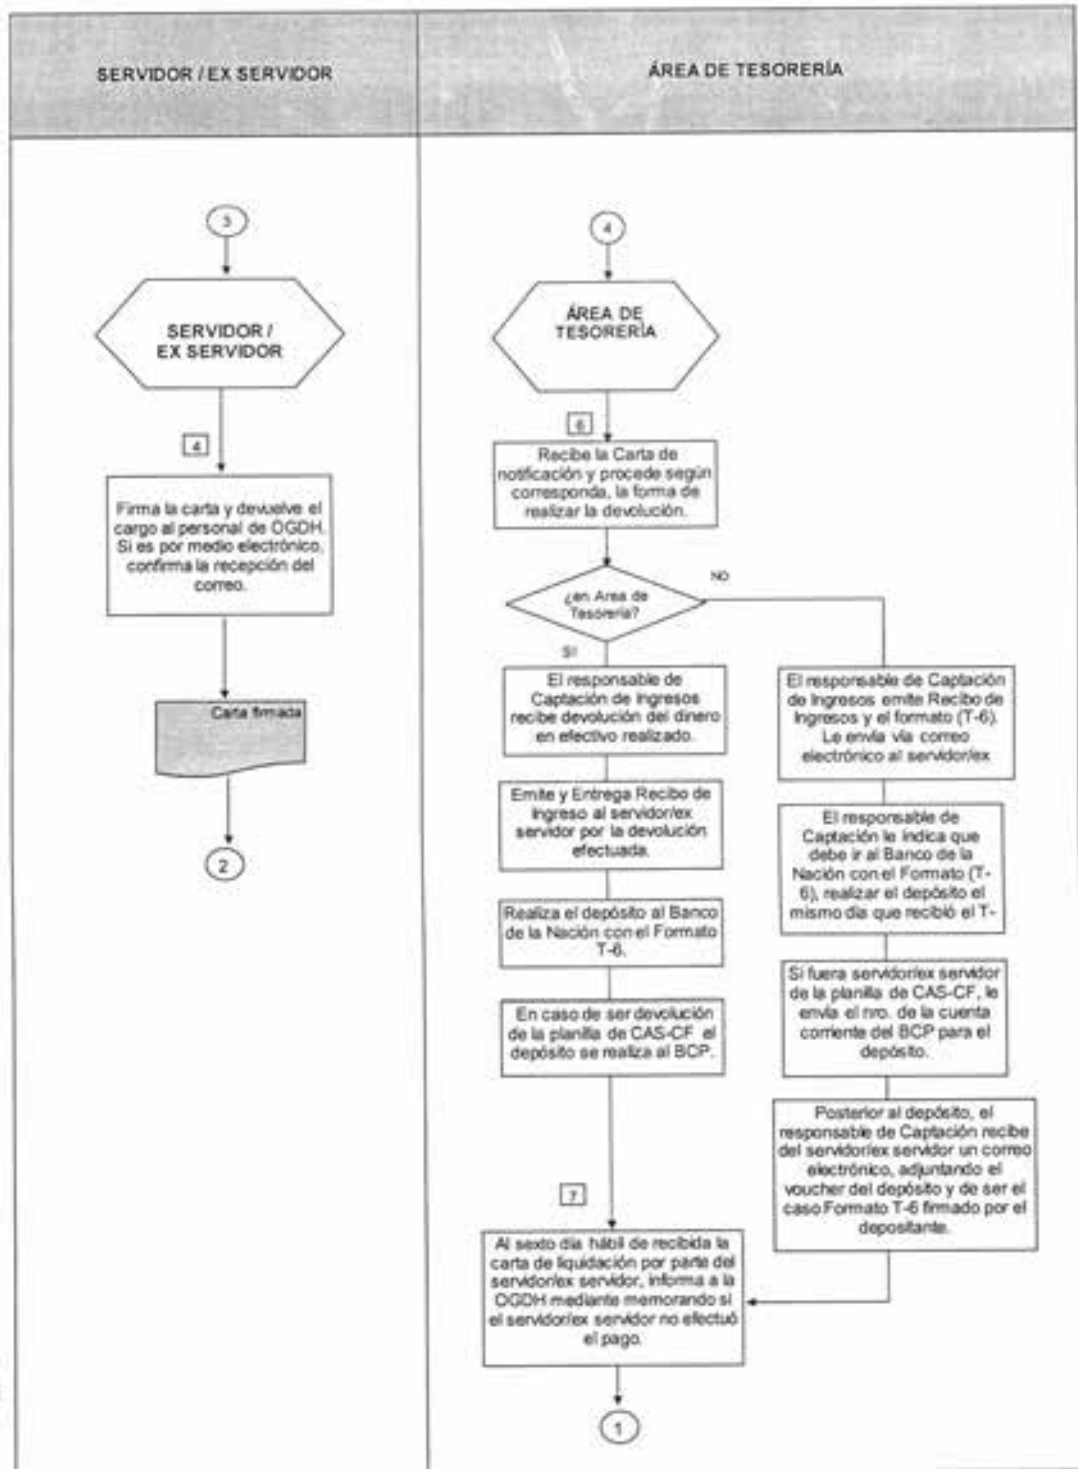 SERVIDOR / EX SERVIDOR
ÁREA DE TESORERÍA
3
SERVIDOR /
EX SERVIDOR
4
Firma la carta y devuelve el
cargo al personal de OGDH.
Si es por medio electrónico,
confirma la recepción del
correo.
Carta firmada
2
4
ÁREA DE
TESORERÍA
6
Recibe la Carta de
notificación y procede según
corresponda, la forma de
realizar la devolución.
¿en Area de
Tesorería?
NO
SI
El responsable de
Captación de Ingresos
recibe devolución del dinero
en efectivo realizado.
Emite y Entrega Recibo de
Ingreso al servidor/ex
servidor por la devolución
efectuada.
Realiza el depósito al Banco
de la Nación con el Formato
T-6.
En caso de ser devolución
de la planilla de CAS-CF el
depósito se realiza al BCP.
El responsable de Captación
de Ingresos emite Recibo de
Ingresos y el formato (T-6).
Le envía vía correo
electrónico al servidor/ex
El responsable de
Captación le indica que
debe ir al Banco de la
Nación con el Formato (T-
6), realizar el depósito el
mismo día que recibió el T-
Si fuera servidor/ex servidor
de la planilla de CAS-CF, le
envía el nro. de la cuenta
corriente del BCP para el
depósito.
Posterior al depósito, el
responsable de Captación recibe
del servidor/ex servidor un correo
electrónico, adjuntando el
voucher del depósito y de ser el
caso Formato T-6 firmado por el
depositante.
7
Al sexto día hábil de recibida la
carta de liquidación por parte del
servidor/ex servidor, informa a la
OGDH mediante memorando si
el servidor/ex servidor no efectuó
el pago.
1